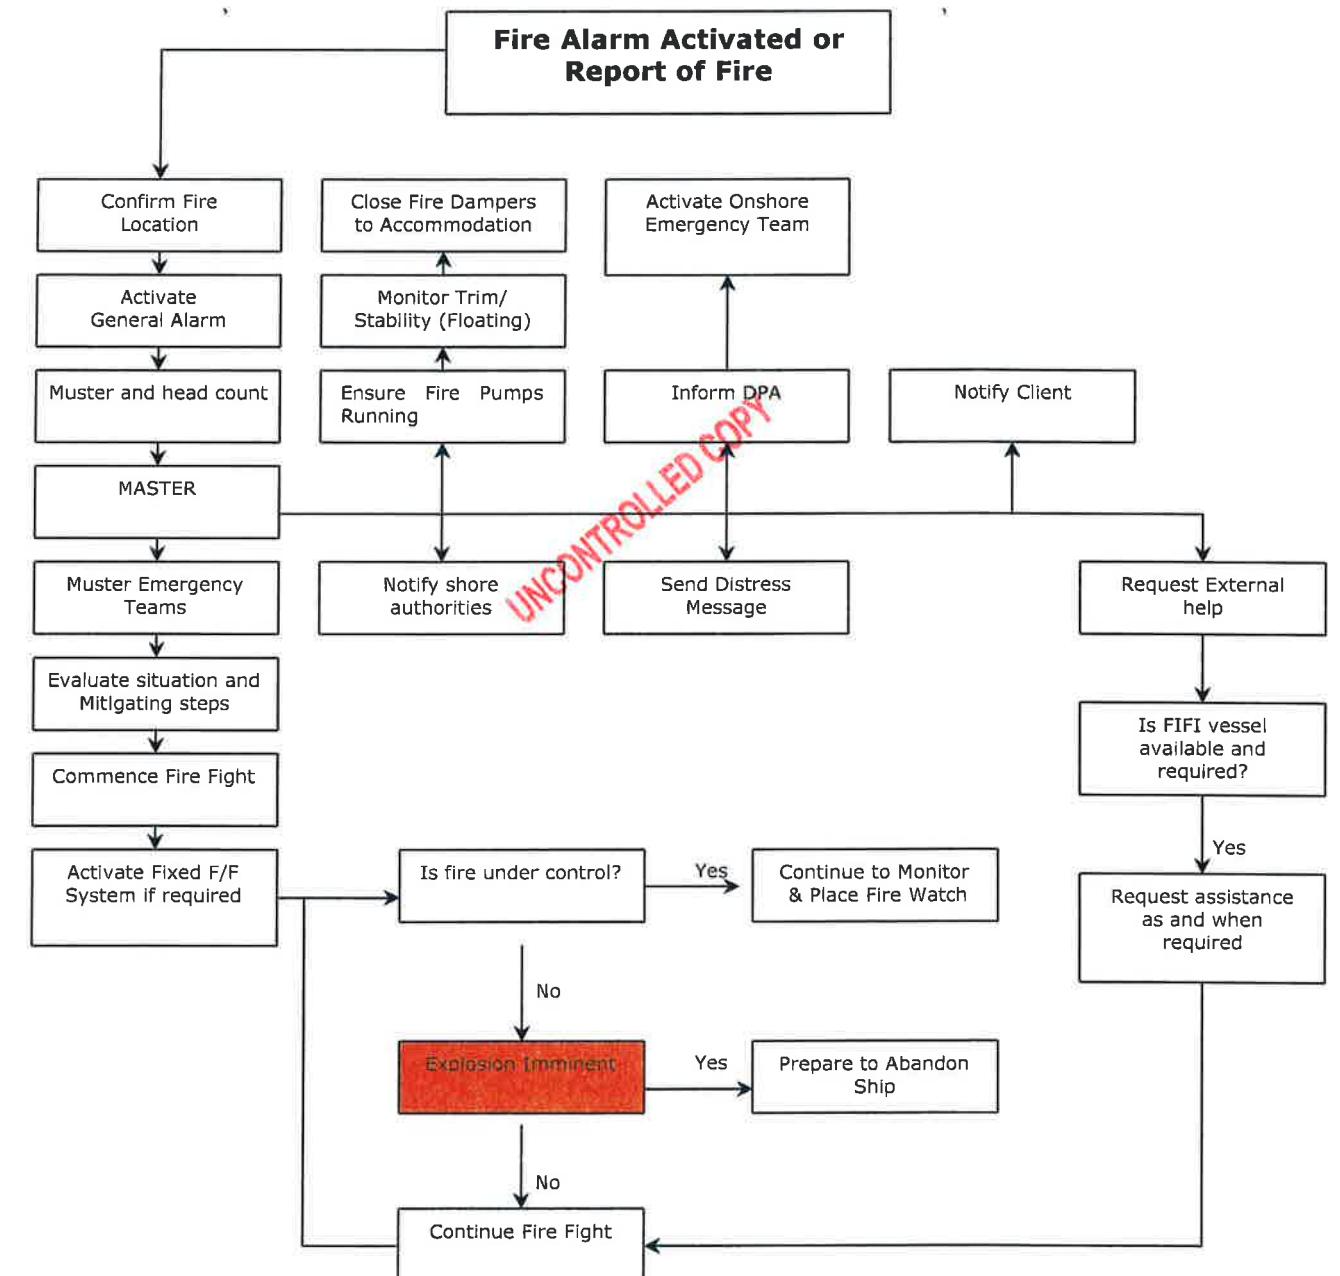 Fire Alarm Activated or
Report of Fire
Confirm Fire
Location
Close Fire Dampers
to Accommodation
Activate Onshore
Emergency Team
Activate
General Alarm
Monitor Trim/
Stability (Floating)
Muster and head count
Ensure Fire Pumps
Running
Inform DPA
Notify Client
MASTER
UNCONTROLLED COPY
Muster Emergency
Teams
Notify shore
authorities
Send Distress
Message
Request External
help
Evaluate situation and
Mitigating steps
Is FIFI vessel
available and
required?
Commence Fire Fight
Yes
Activate Fixed F/F
System if required
Is fire under control?
Yes
Continue to Monitor
& Place Fire Watch
Request assistance
as and when
required
No
Explosion Imminent
Yes
Prepare to Abandon
Ship
No
Continue Fire Fight